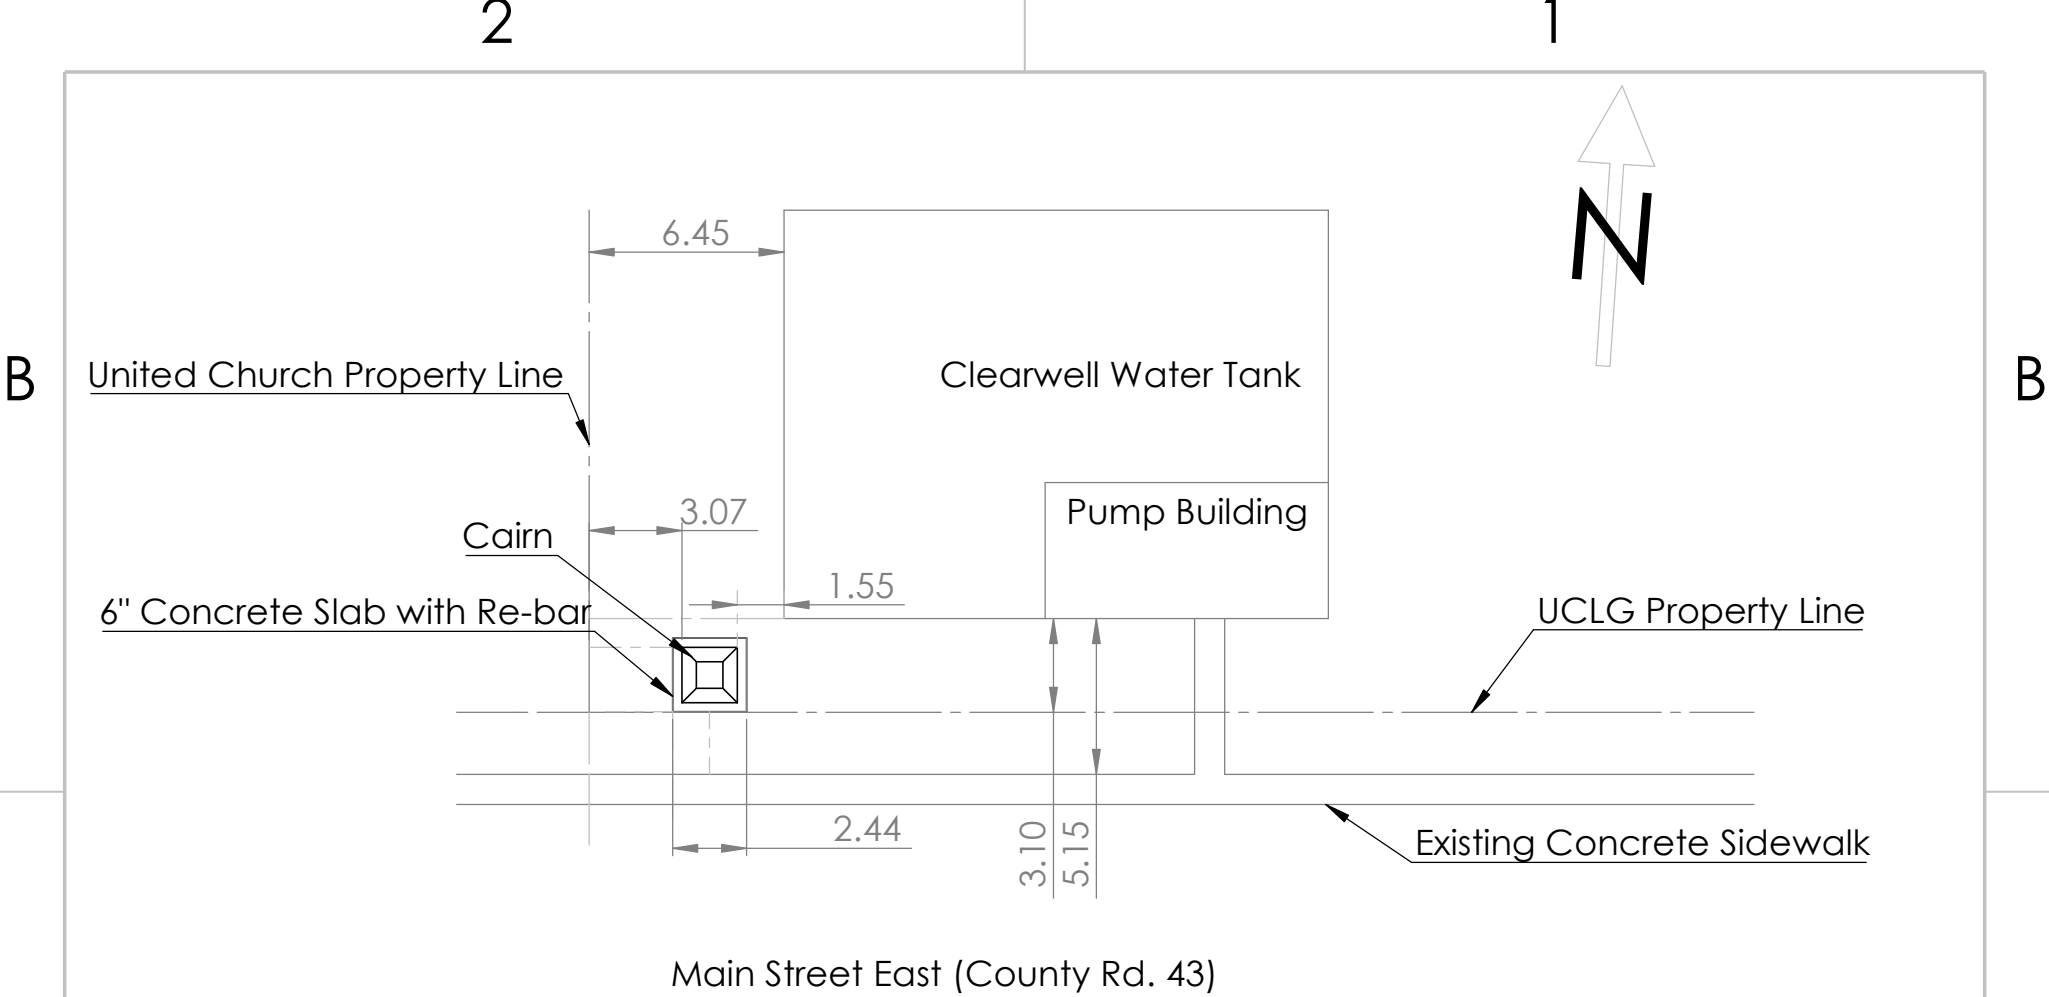 2
1
N
6.45
B
United Church Property Line
Clearwell Water Tank
B
3.07
Pump Building
Cairn
1.55
6" Concrete Slab with Re-bar
UCLG Property Line
2.44
3.10
5.15
Existing Concrete Sidewalk
Main Street East (County Rd. 43)